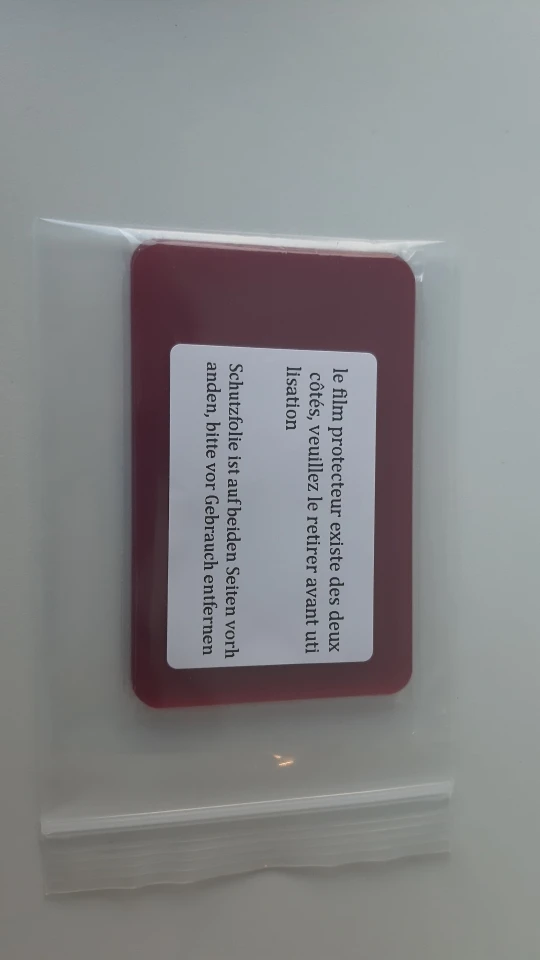 le film protecteur existe des deux
côtés, veuillez le retirer avant uti
lisation
Schutzfolie ist auf beiden Seiten vorh
anden, bitte vor Gebrauch entfernen